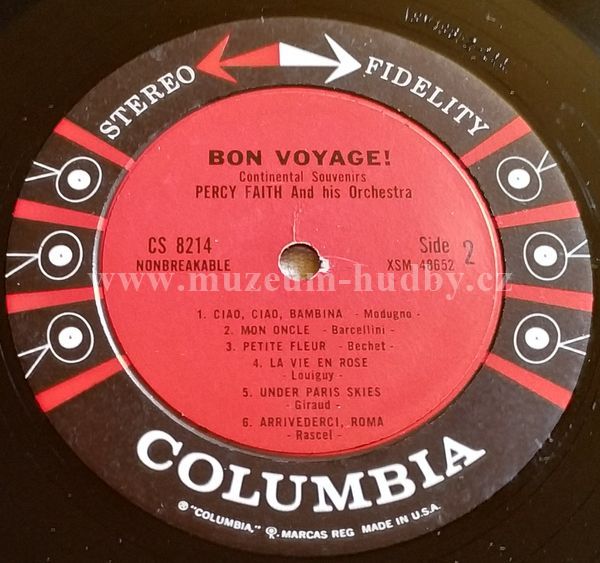 STEREO FIDELITY
BON VOYAGE!
Continental Souvenirs
PERCY FAITH And his Orchestra
CS 8214
NONBREAKABLE
Side 2
XSM 48652
www.muzeum-hudby.cz
1. CIAO, CIAO, BAMBINA - Modugno -
2. MON ONCLE - Barcellini -
3. PETITE FLEUR - Bechet -
4. LA VIE EN ROSE
- Louiguy -
5. UNDER PARIS SKIES
- Giraud -
6. ARRIVEDERCI, ROMA
- Rascel -
COLUMBIA
® "COLUMBIA," MARCAS REG MADE IN U.S.A.